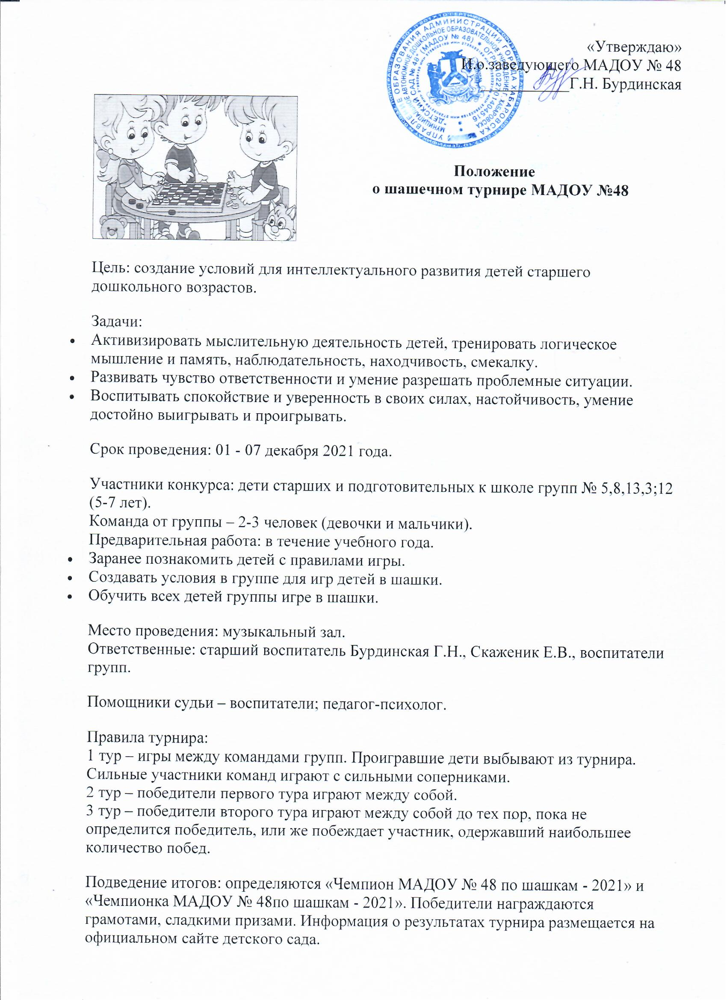 УПРАВЛЕНИЕ ОБРАЗОВАНИЯ АДМИНИСТРАЦИИ ГОРОДА ХАБАРОВСКА
МУНИЦИПАЛЬНОЕ АВТОНОМНОЕ ДОШКОЛЬНОЕ ОБРАЗОВАТЕЛЬНОЕ УЧРЕЖДЕНИЕ Г. ХАБАРОВСКА
"ДЕТСКИЙ САД № 48" (МАДОУ № 48) * ОГРН 1022701404516 *
«Утверждаю»
И.о.заведующего МАДОУ № 48
Г.Н. Бурдинская
Положение
о шашечном турнире МАДОУ №48
Цель: создание условий для интеллектуального развития детей старшего
дошкольного возрастов.
Задачи:
• Активизировать мыслительную деятельность детей, тренировать логическое
мышление и память, наблюдательность, находчивость, смекалку.
• Развивать чувство ответственности и умение разрешать проблемные ситуации.
• Воспитывать спокойствие и уверенность в своих силах, настойчивость, умение
достойно выигрывать и проигрывать.
Срок проведения: 01 - 07 декабря 2021 года.
Участники конкурса: дети старших и подготовительных к школе групп № 5,8,13,3;12
(5-7 лет).
Команда от группы – 2-3 человек (девочки и мальчики).
Предварительная работа: в течение учебного года.
• Заранее познакомить детей с правилами игры.
• Создавать условия в группе для игр детей в шашки.
• Обучить всех детей группы игре в шашки.
Место проведения: музыкальный зал.
Ответственные: старший воспитатель Бурдинская Г.Н., Скаженик Е.В., воспитатели
групп.
Помощники судьи – воспитатели; педагог-психолог.
Правила турнира:
1 тур – игры между командами групп. Проигравшие дети выбывают из турнира.
Сильные участники команд играют с сильными соперниками.
2 тур – победители первого тура играют между собой.
3 тур – победители второго тура играют между собой до тех пор, пока не
определится победитель, или же побеждает участник, одержавший наибольшее
количество побед.
Подведение итогов: определяются «Чемпион МАДОУ № 48 по шашкам - 2021» и
«Чемпионка МАДОУ № 48по шашкам - 2021». Победители награждаются
грамотами, сладкими призами. Информация о результатах турнира размещается на
официальном сайте детского сада.